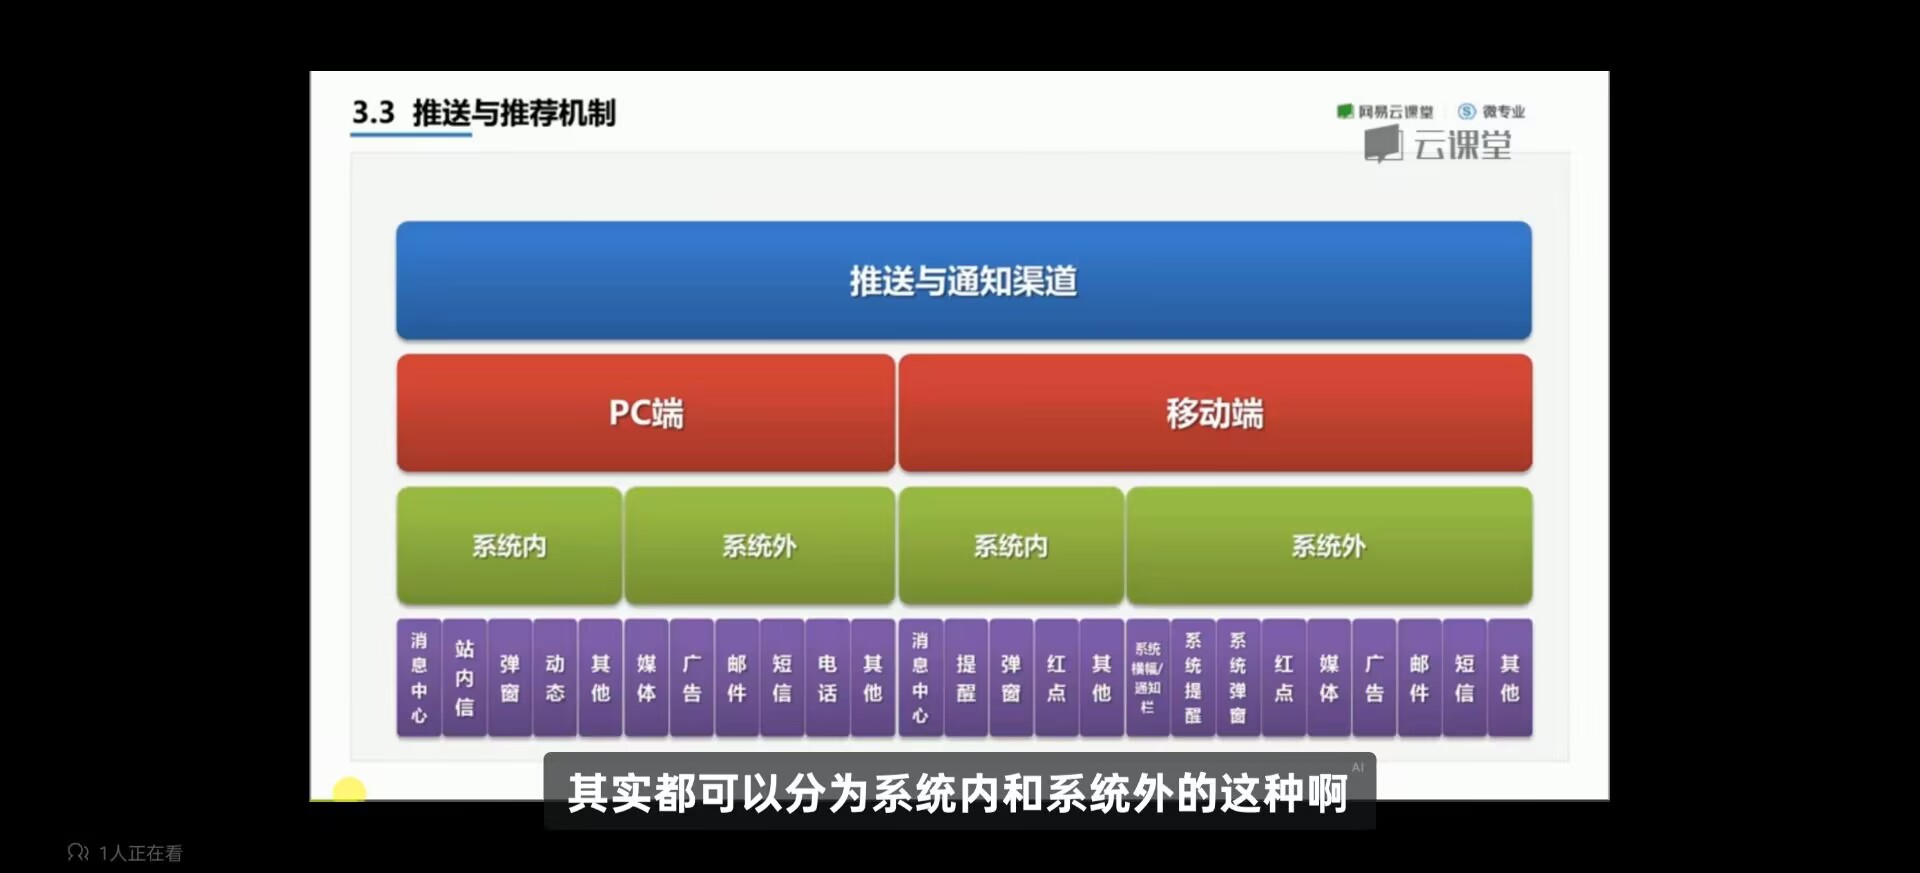 3.3 推送与推荐机制
网易云课堂
微专业
云课堂
推送与通知渠道
PC端
移动端
系统内
系统外
系统内
系统外
消息中心
站内信
弹窗
动态
其他
媒体
广告
邮件
短信
电话
其他
消息中心
提醒
弹窗
红点
其他
系统横幅/通知栏
系统提醒
系统弹窗
红点
媒体
广告
邮件
短信
其他
AI
其实都可以分为系统内和系统外的这种啊
1人正在看